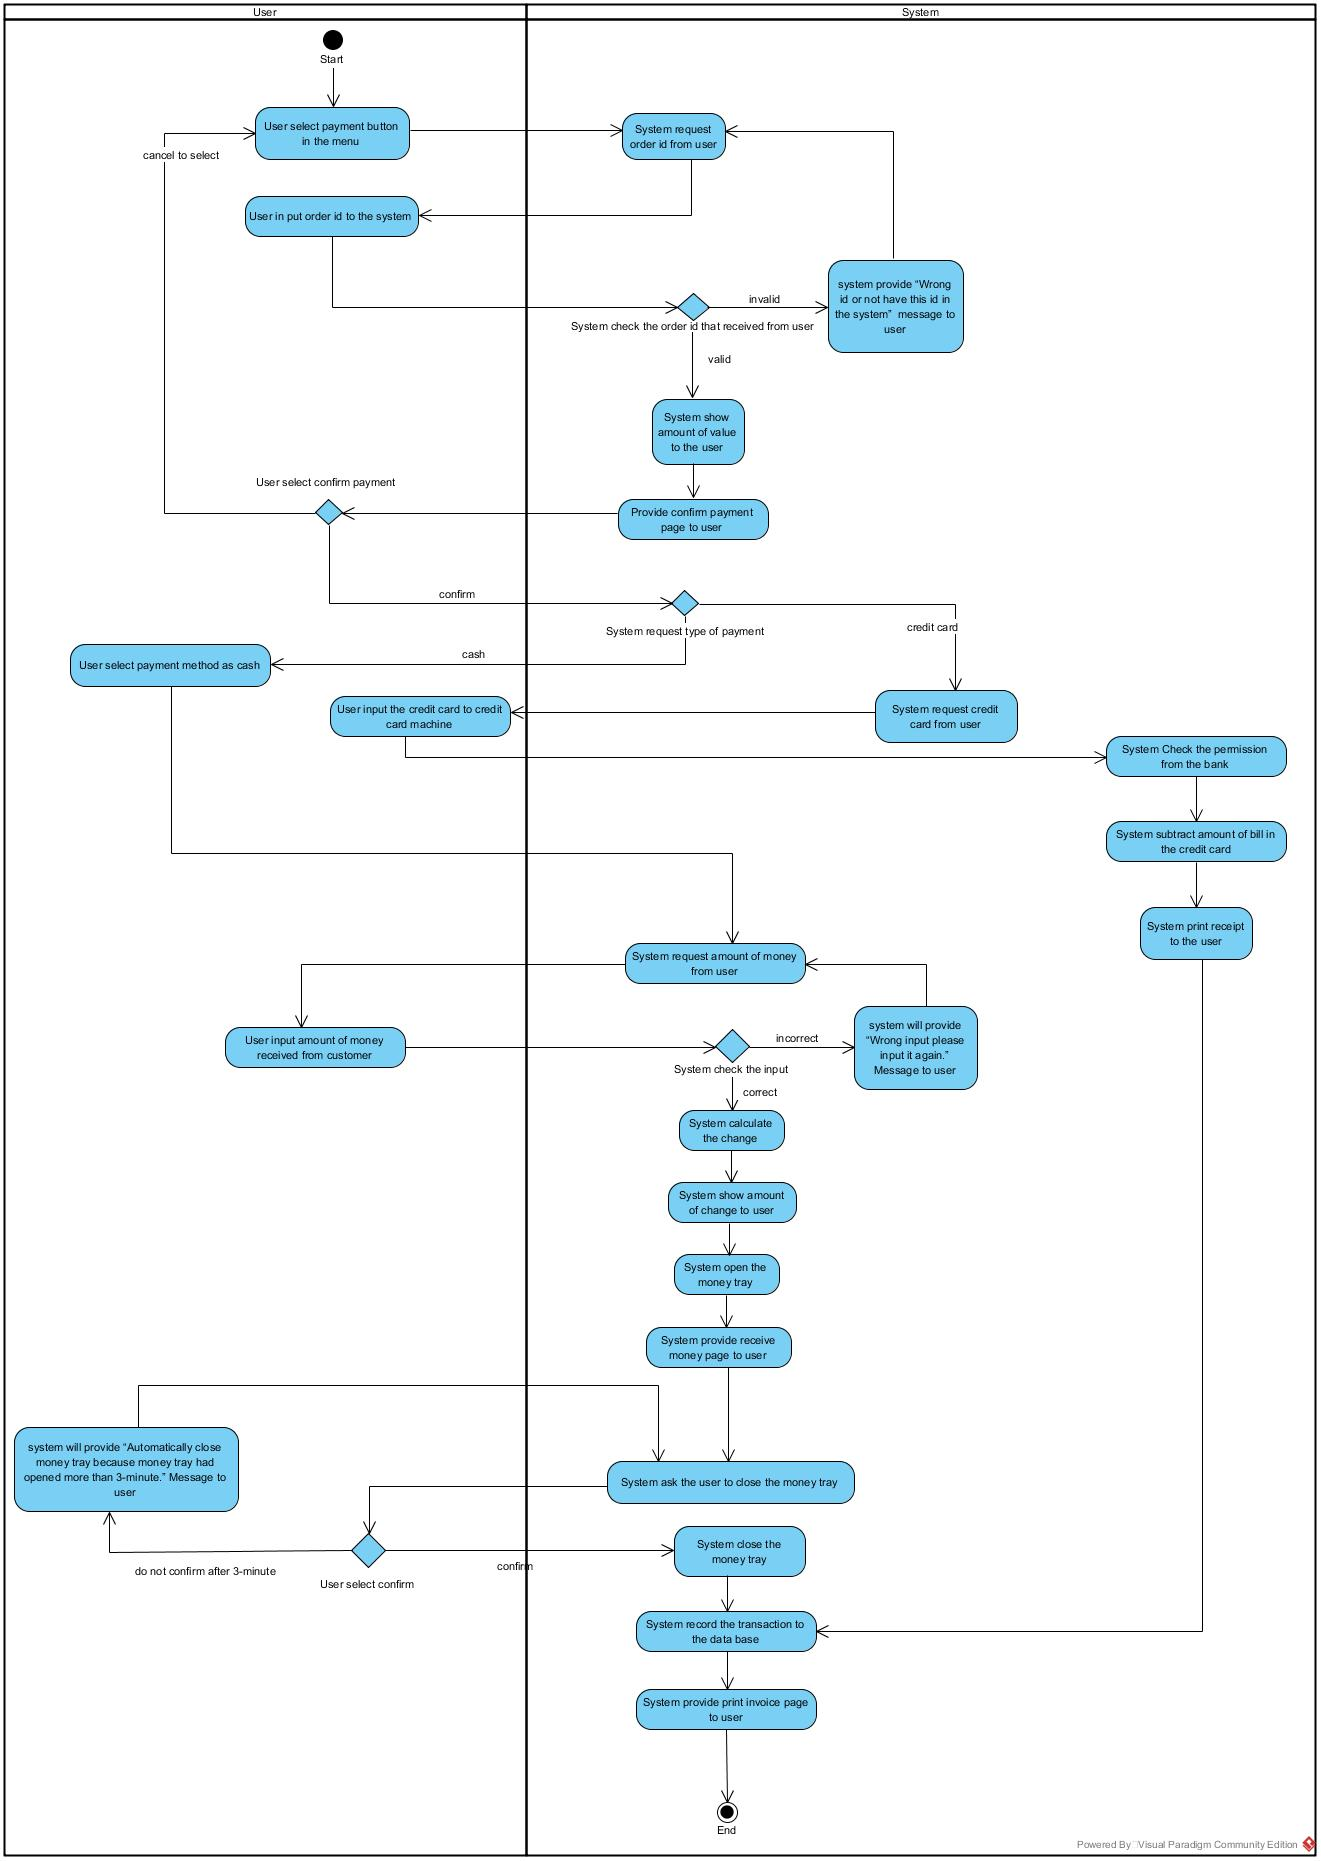 User
System
Start
User select payment button
in the menu
System request
order id from user
cancel to select
User in put order id to the system
system provide “Wrong
id or not have this id in
the system”  message to
user
invalid
System check the order id that received from user
valid
System show
amount of value
to the user
User select confirm payment
Provide confirm payment
page to user
confirm
System request type of payment
credit card
cash
User select payment method as cash
User input the credit card to credit
card machine
System request credit
card from user
System Check the permission
from the bank
System subtract amount of bill in
the credit card
System print receipt
to the user
System request amount of money
from user
User input amount of money
received from customer
system will provide
“Wrong input please
input it again.”
Message to user
incorrect
System check the input
correct
System calculate
the change
System show amount
of change to user
System open the
money tray
System provide receive
money page to user
system will provide “Automatically close
money tray because money tray had
opened more than 3-minute.” Message to
user
System ask the user to close the money tray
System close the
money tray
confirm
do not confirm after 3-minute
User select confirm
System record the transaction to
the data base
System provide print invoice page
to user
End
Powered By Visual Paradigm Community Edition